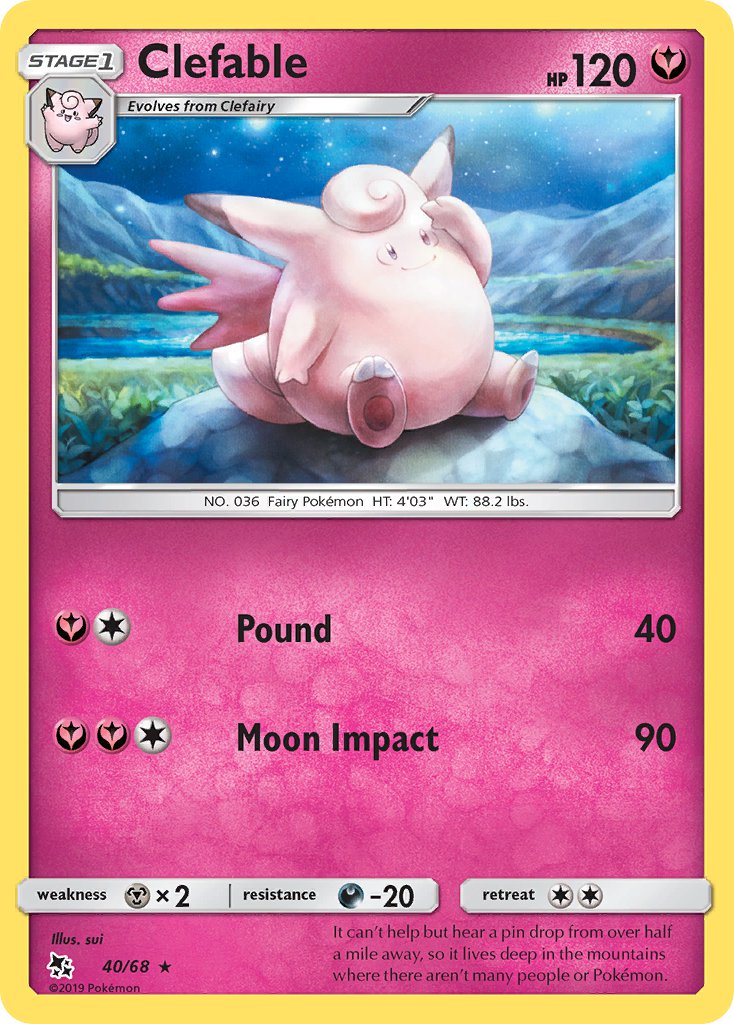 STAGE1
Clefable
HP 120
Evolves from Clefairy
NO. 036 Fairy Pokémon HT: 4'03" WT: 88.2 lbs.
Pound 40
Moon Impact 90
weakness ×2 resistance -20 retreat
Illus. sui
It can't help but hear a pin drop from over half
a mile away, so it lives deep in the mountains
where there aren't many people or Pokémon.
40/68 ★
©2019 Pokémon